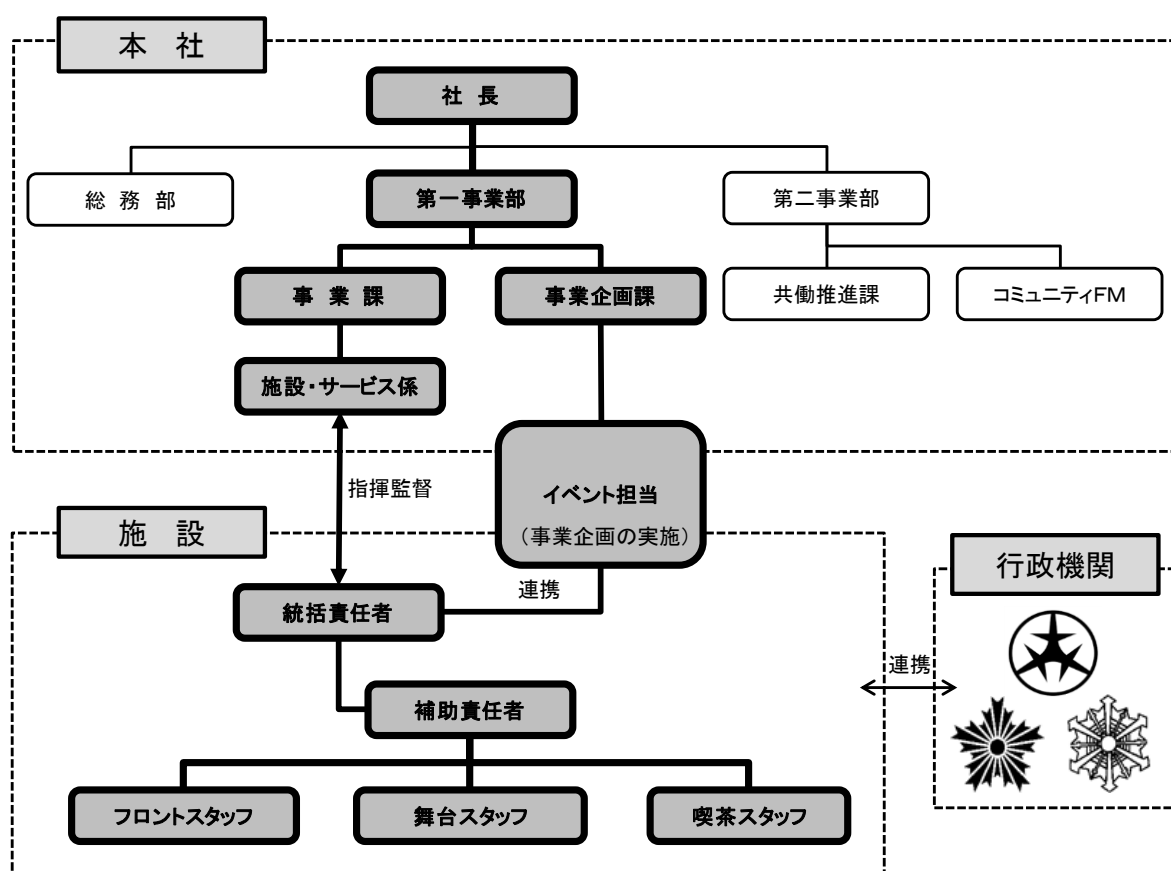 本　社
社　長
総　務　部
第一事業部
第二事業部
事　業　課
事業企画課
共働推進課
コミュニティFM
施設・サービス係
イベント担当
（事業企画の実施）
指揮監督
施　設
行政機関
統括責任者
連携
連携
補助責任者
フロントスタッフ
舞台スタッフ
喫茶スタッフ